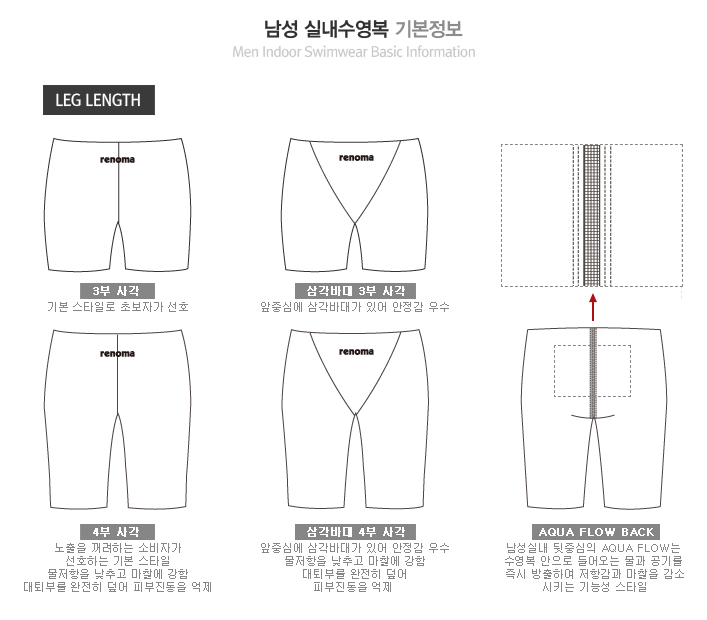 남성 실내수영복 기본정보
Men Indoor Swimwear Basic Information
LEG LENGTH
renoma
renoma
3부 사각
기본 스타일로 초보자가 선호
삼각바대 3부 사각
앞중심에 삼각바대가 있어 안정감 우수
renoma
renoma
4부 사각
노출을 꺼려하는 소비자가
선호하는 기본 스타일
물저항을 낮추고 마찰에 강함
대퇴부를 완전히 덮어 피부진동을 억제
삼각바대 4부 사각
앞중심에 삼각바대가 있어 안정감 우수
물저항을 낮추고 마찰에 강함
대퇴부를 완전히 덮어
피부진동을 억제
AQUA FLOW BACK
남성실내 뒷중심의 AQUA FLOW는
수영복 안으로 들어오는 물과 공기를
즉시 방출하며 저항감과 마찰을 감소
시키는 기능성 스타일